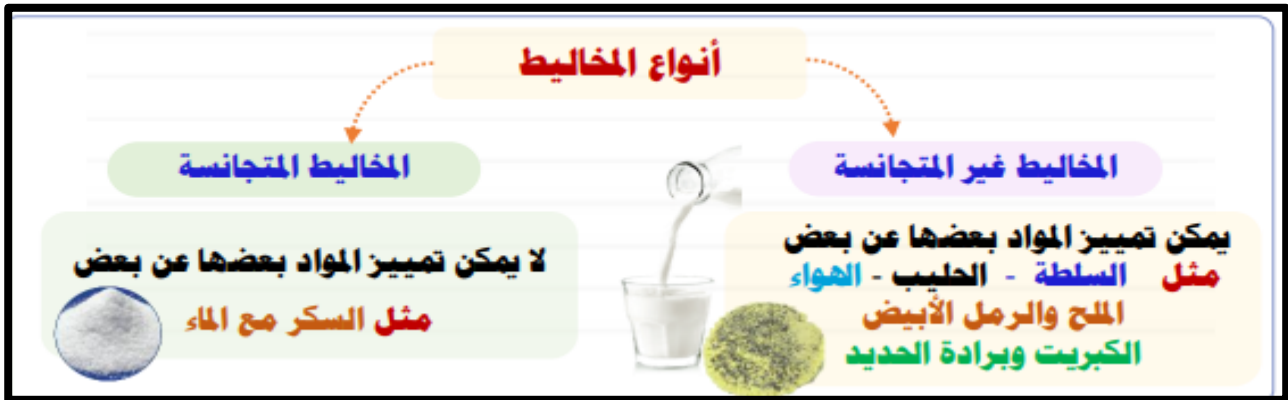 أنواع المخاليط
المخاليط غير المتجانسة
يمكن تمييز المواد بعضها عن بعض
مثل السلطة - الحليب - الهواء
الملح والرمل الأبيض
الكبريت وبرادة الحديد
المخاليط المتجانسة
لا يمكن تمييز المواد بعضها عن بعض
مثل السكر مع الماء